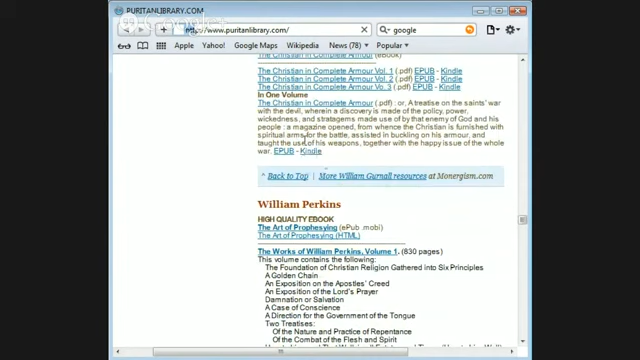 PURITANLIBRARY.COM
Google+
http://www.puritanlibrary.com/
google
News (78)
Popular
Wikipedia
Google Maps
YouTube
Apple
The Christian in Complete Armour (ebook)
The Christian in Complete Armour Vol. 1 (.pdf) EPUB - Kindle
The Christian in Complete Armour Vol. 2 (.pdf) EPUB - Kindle
The Christian in Complete Armour Vo. 3 (.pdf) EPUB - Kindle
In One Volume
The Christian in Complete Armour (.pdf) : or, A treatise on the saints' war
with the devil, wherein a discovery is made of the policy, power,
wickedness, and stratagems made use of by that enemy of God and his
people : a magazine opened, from whence the Christian is furnished with
spiritual arms for the battle, assisted in buckling on his armour, and
taught the use of his weapons, together with the happy issue of the whole
war. EPUB - Kindle
^ Back to Top | More William Gurnall resources at Monergism.com
William Perkins
HIGH QUALITY EBOOK
The Art of Prophesying (ePub .mobi)
The Art of Prophesying (HTML)
The Works of William Perkins, Volume 1. (830 pages)
This volume contains the following:
The Foundation of Christian Religion Gathered into Six Principles
A Golden Chain
An Exposition on the Apostles' Creed
An Exposition of the Lord's Prayer
Damnation or Salvation
A Case of Conscience
A Direction for the Government of the Tongue
Two Treatises:
Of the Nature and Practice of Repentance
Of the Combat of the Flesh and Spirit